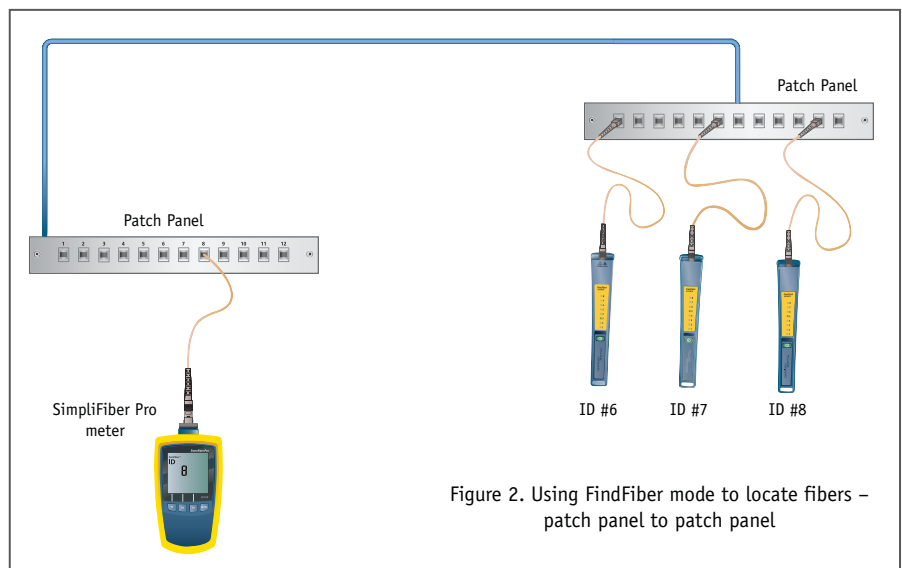 Patch Panel
Patch Panel
1 2 3 4 5 6 7 8 9 10 11 12
SimpliFiber Pro
meter
ID
8
ID #6 ID #7 ID #8
Figure 2. Using FindFiber mode to locate fibers –
patch panel to patch panel